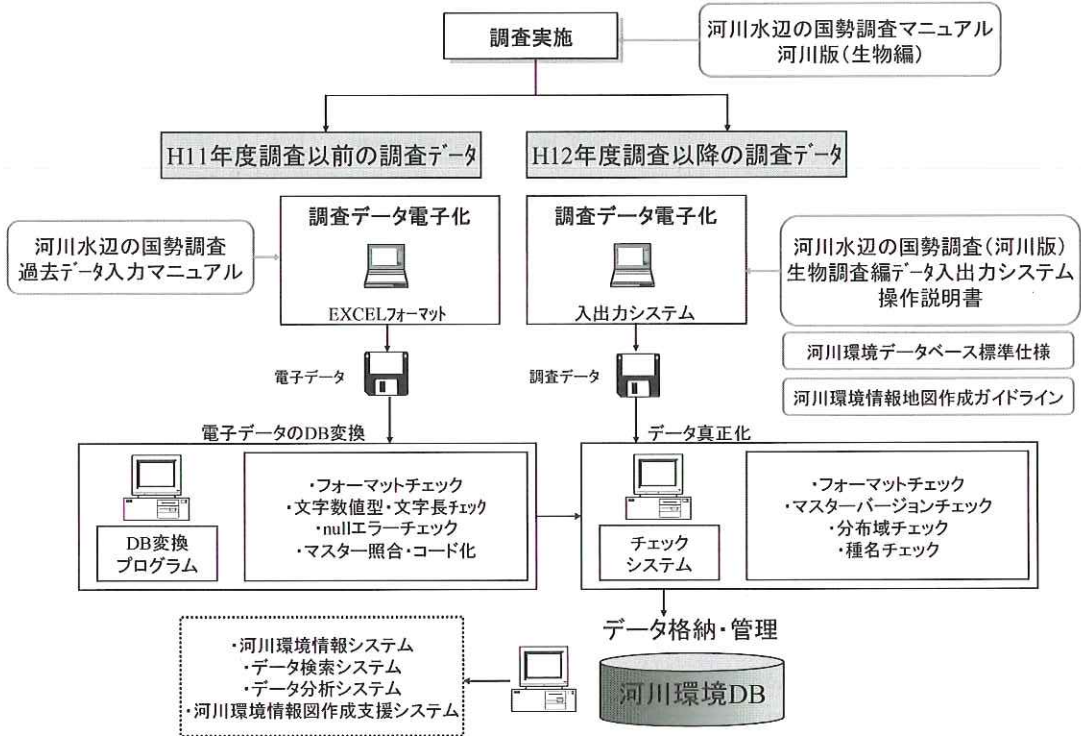 調査実施
河川水辺の国勢調査マニュアル
河川版(生物編)
H11年度調査以前の調査データ
H12年度調査以降の調査データ
河川水辺の国勢調査
過去データ入力マニュアル
調査データ電子化
EXCELフォーマット
調査データ電子化
入出力システム
河川水辺の国勢調査(河川版)
生物調査編データ入出力システム
操作説明書
河川環境データベース標準仕様
河川環境情報地図作成ガイドライン
電子データ
調査データ
電子データのDB変換
DB変換
プログラム
・フォーマットチェック
・文字数値型・文字長チェック
・nullエラーチェック
・マスター照合・コード化
データ真正化
チェック
システム
・フォーマットチェック
・マスターバージョンチェック
・分布域チェック
・種名チェック
データ格納・管理
河川環境DB
・河川環境情報システム
・データ検索システム
・データ分析システム
・河川環境情報図作成支援システム